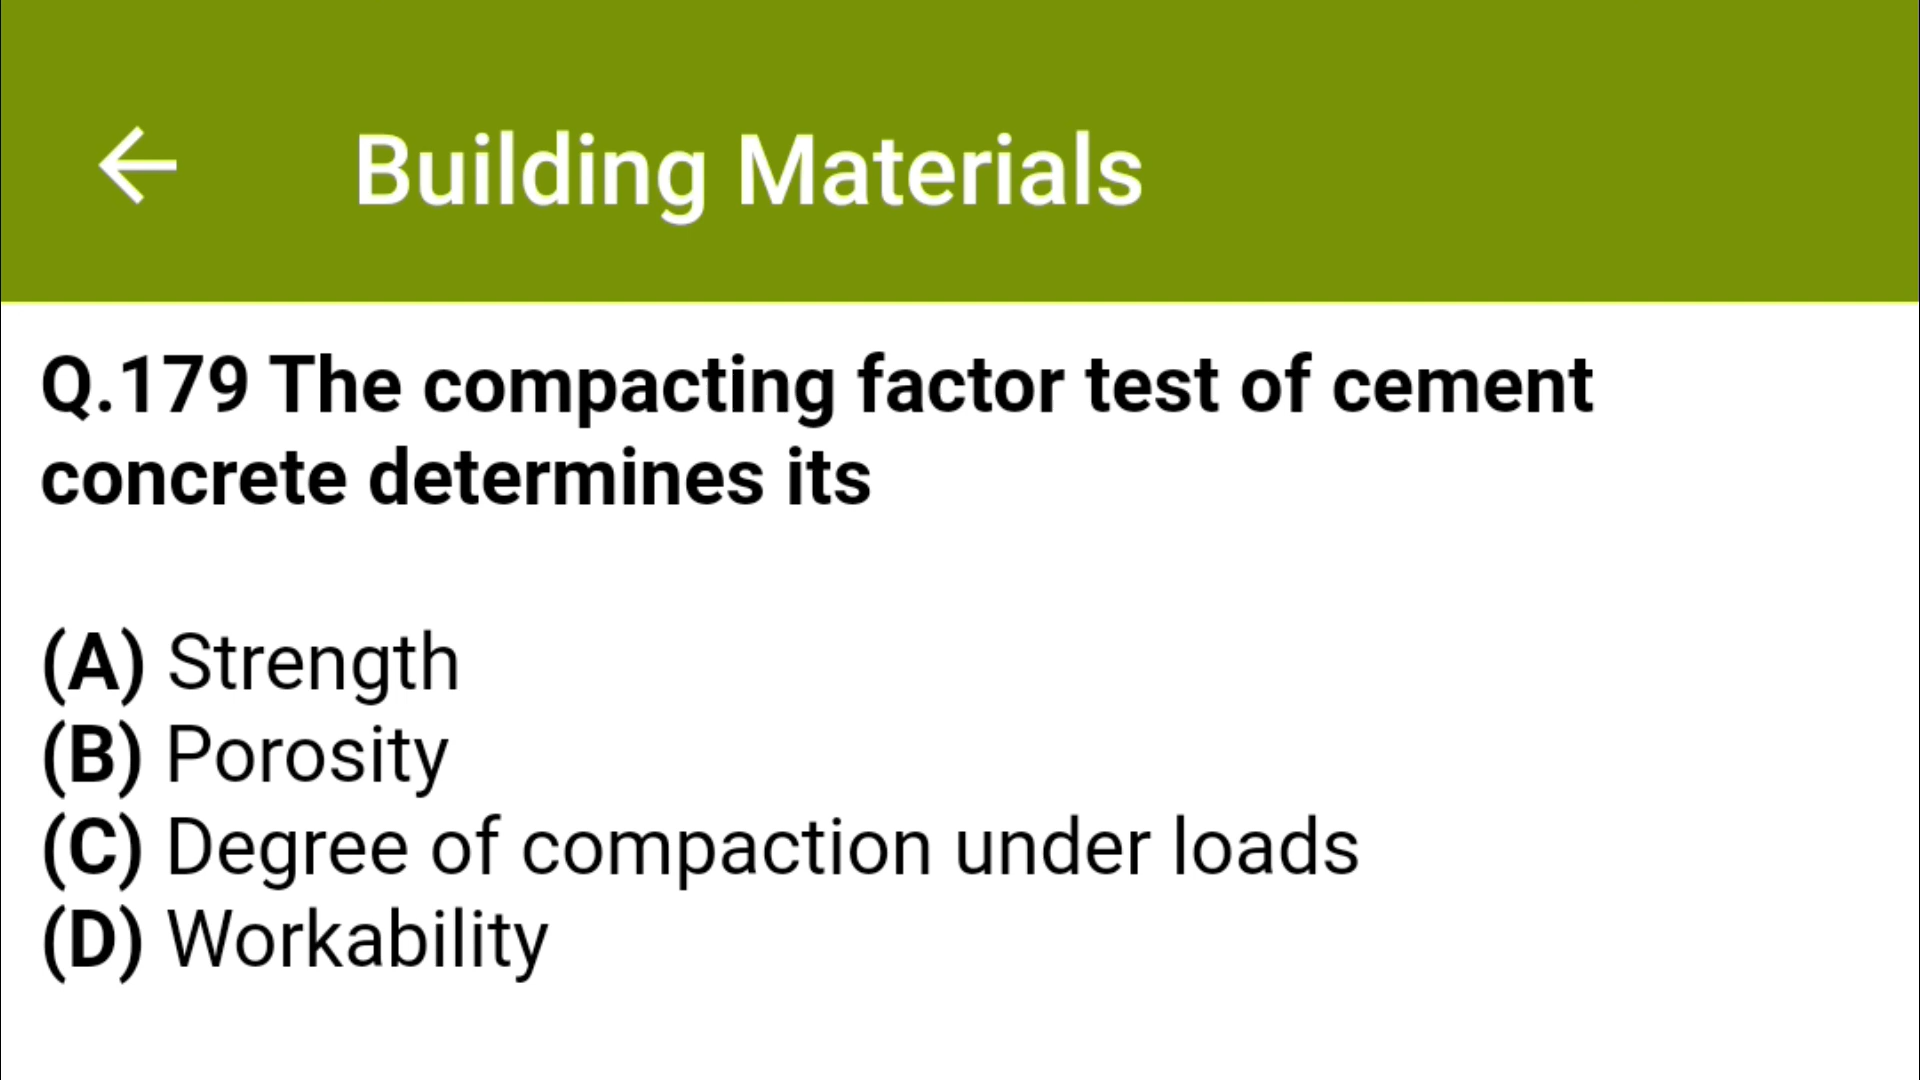 Building Materials
Q.179 The compacting factor test of cement
concrete determines its
(A) Strength
(B) Porosity
(C) Degree of compaction under loads
(D) Workability